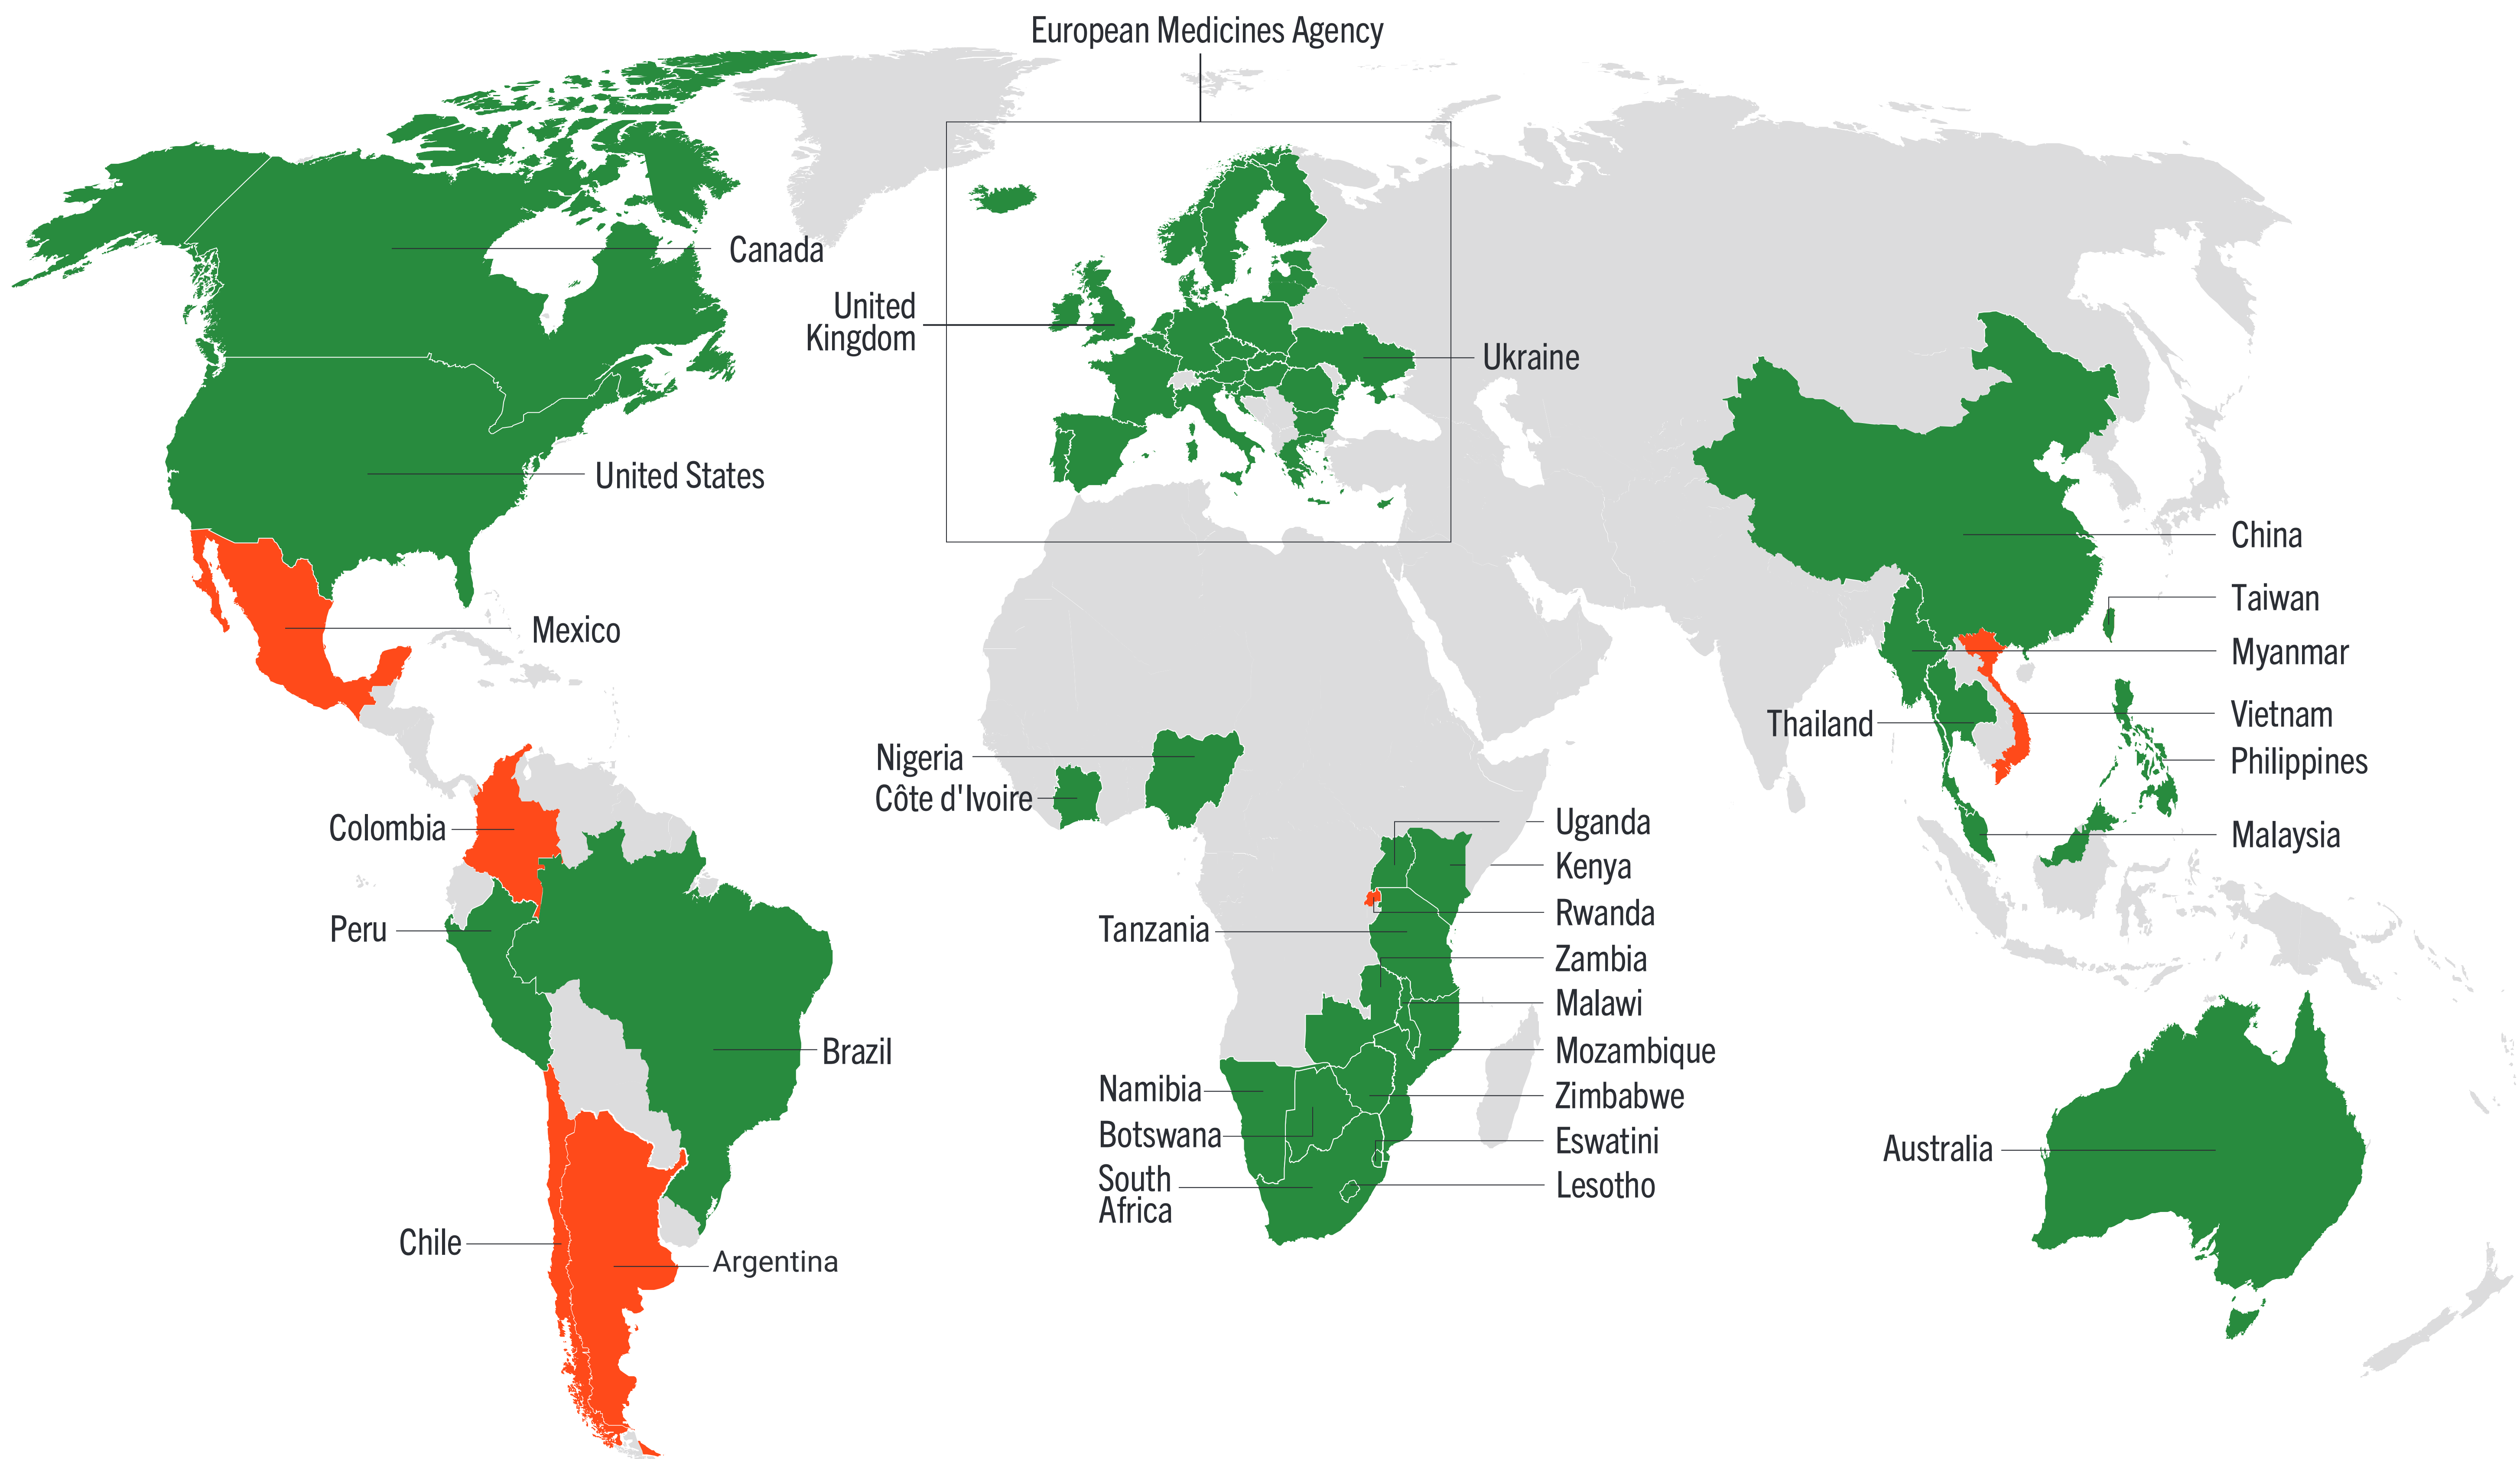 European Medicines Agency
Canada
United
Kingdom
Ukraine
United States
Mexico
China
Taiwan
Myanmar
Vietnam
Thailand
Philippines
Malaysia
Nigeria
Côte d'Ivoire
Colombia
Peru
Brazil
Chile
Argentina
Uganda
Kenya
Rwanda
Tanzania
Zambia
Malawi
Mozambique
Namibia
Zimbabwe
Botswana
Eswatini
South
Africa
Lesotho
Australia